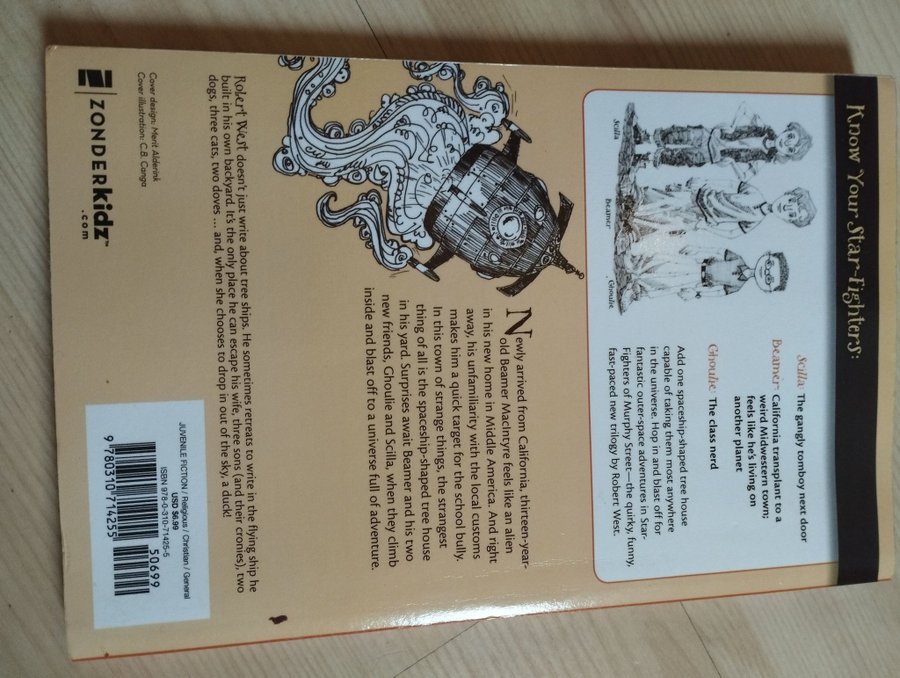 Know Your Star-Fighters:
Scilla
Beamer
Ghoulie
Scilla: The gangly tomboy next door
Beamer: California transplant to a
weird Midwestern town;
feels like he's living on
another planet
Ghoulie: The class nerd
Add one spaceship-shaped tree house
capable of taking them most anywhere
in the universe. Hop in and blast off for
fantastic outer-space adventures in Star-
Fighters of Murphy Street—the quirky, funny,
fast-paced new trilogy by Robert West.
Newly arrived from California, thirteen-year-
old Beamer MacIntyre feels like an alien
in his new home in Middle America. And right
away, his unfamiliarity with the local customs
makes him a quick target for the school bully.
In this town of strange things, the strangest
thing of all is the spaceship-shaped tree house
in his yard. Surprises await Beamer and his two
new friends, Ghoulie and Scilla, when they climb
inside and blast off to a universe full of adventure.
Robert West doesn't just write about tree ships. He sometimes retreats to write in the flying ship he
built in his own backyard. It's the only place he can escape his wife, three sons (and their cronies), two
dogs, three cats, two doves ... and, when she chooses to drop in out of the sky, a duck!
Cover design: Merit Alderink
Cover illustration: C.B. Canga
ZONDERkidz™
.com
JUVENILE FICTION / Religious / Christian / General
USD $6.99
ISBN 978-0-310-71425-5
50699
9 780310 714255